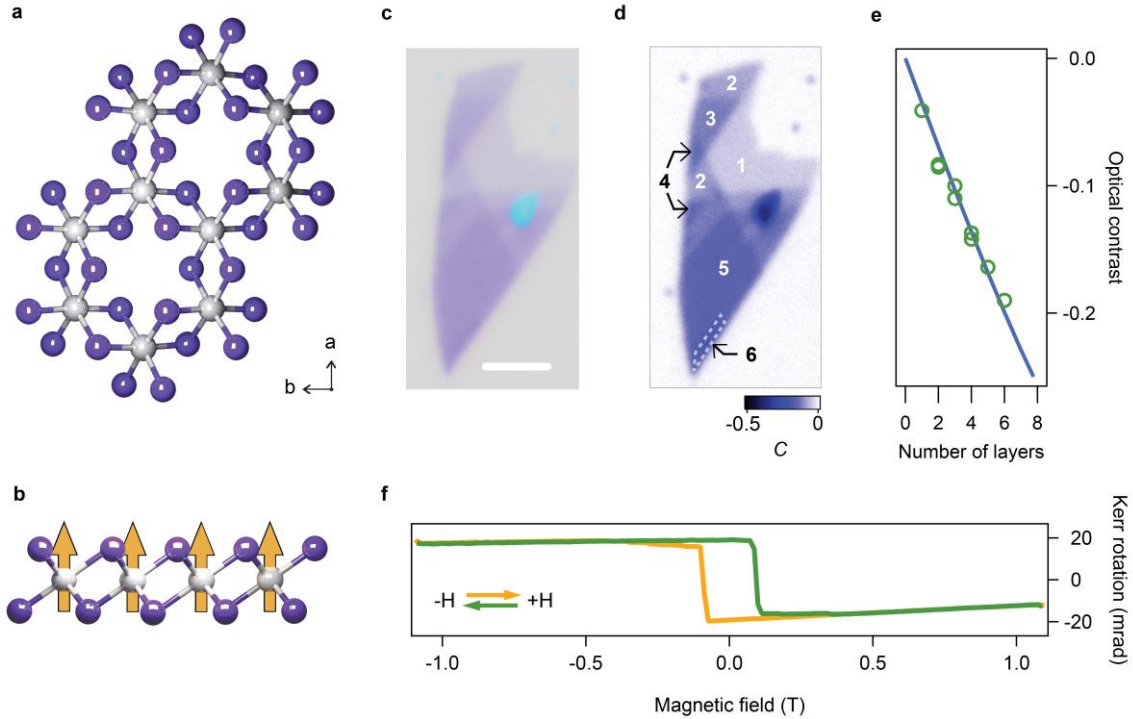 a
c
d
e
b
a
2
3
1
4
2
5
6
-0.5 0
C
0.0
-0.1
-0.2
Optical contrast
0 2 4 6 8
Number of layers
b
f
-H +H
20
0
-20
Kerr rotation (mrad)
-1.0 -0.5 0.0 0.5 1.0
Magnetic field (T)